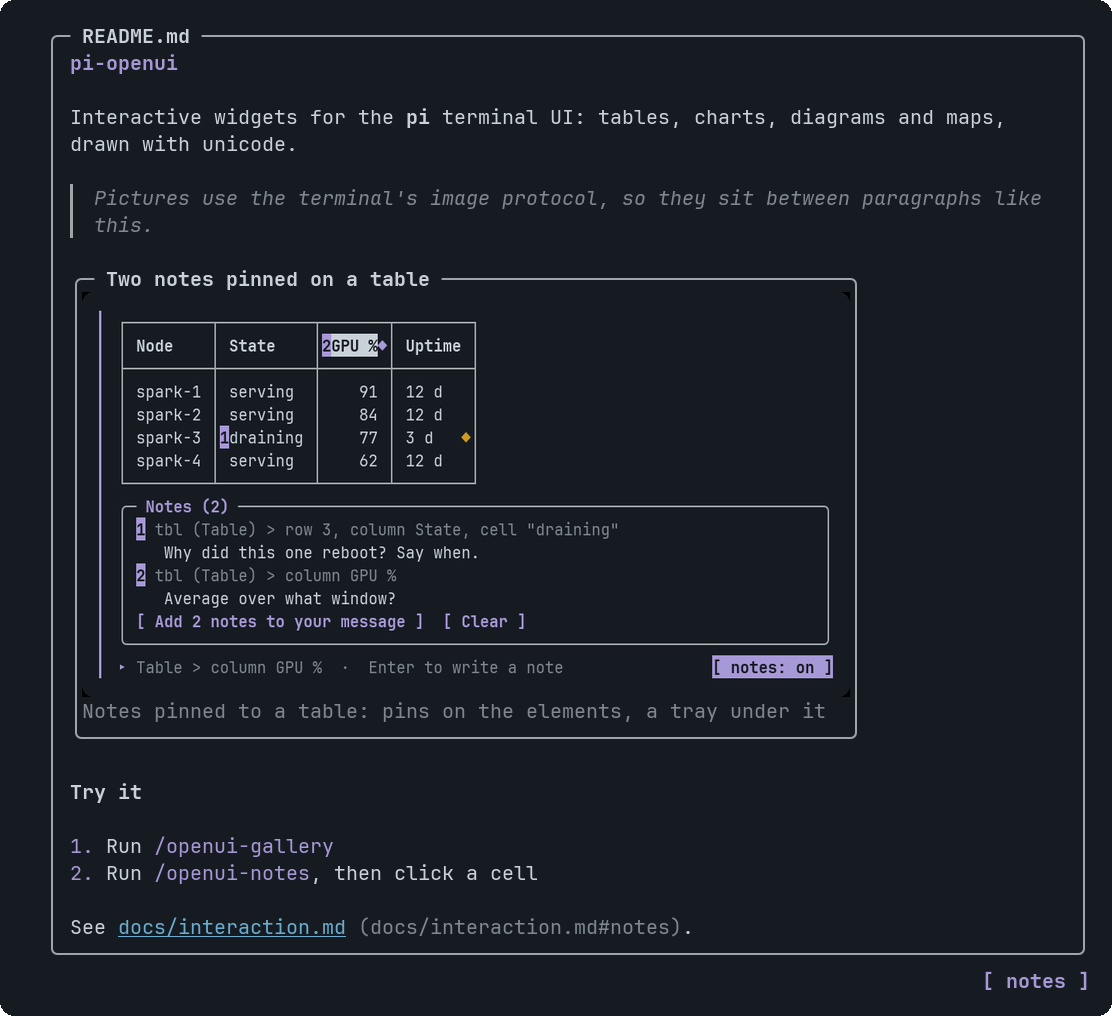 README.md
pi-openui
Interactive widgets for the pi terminal UI: tables, charts, diagrams and maps,
drawn with unicode.
Pictures use the terminal's image protocol, so they sit between paragraphs like
this.
Two notes pinned on a table
Node State 2GPU %◆ Uptime
spark-1 serving 91 12 d
spark-2 serving 84 12 d
spark-3 1draining 77 3 d ◆
spark-4 serving 62 12 d
Notes (2)
1 tbl (Table) > row 3, column State, cell "draining"
Why did this one reboot? Say when.
2 tbl (Table) > column GPU %
Average over what window?
[ Add 2 notes to your message ] [ Clear ]
‣ Table > column GPU % · Enter to write a note [ notes: on ]
Notes pinned to a table: pins on the elements, a tray under it
Try it
1. Run /openui-gallery
2. Run /openui-notes, then click a cell
See docs/interaction.md (docs/interaction.md#notes).
[ notes ]